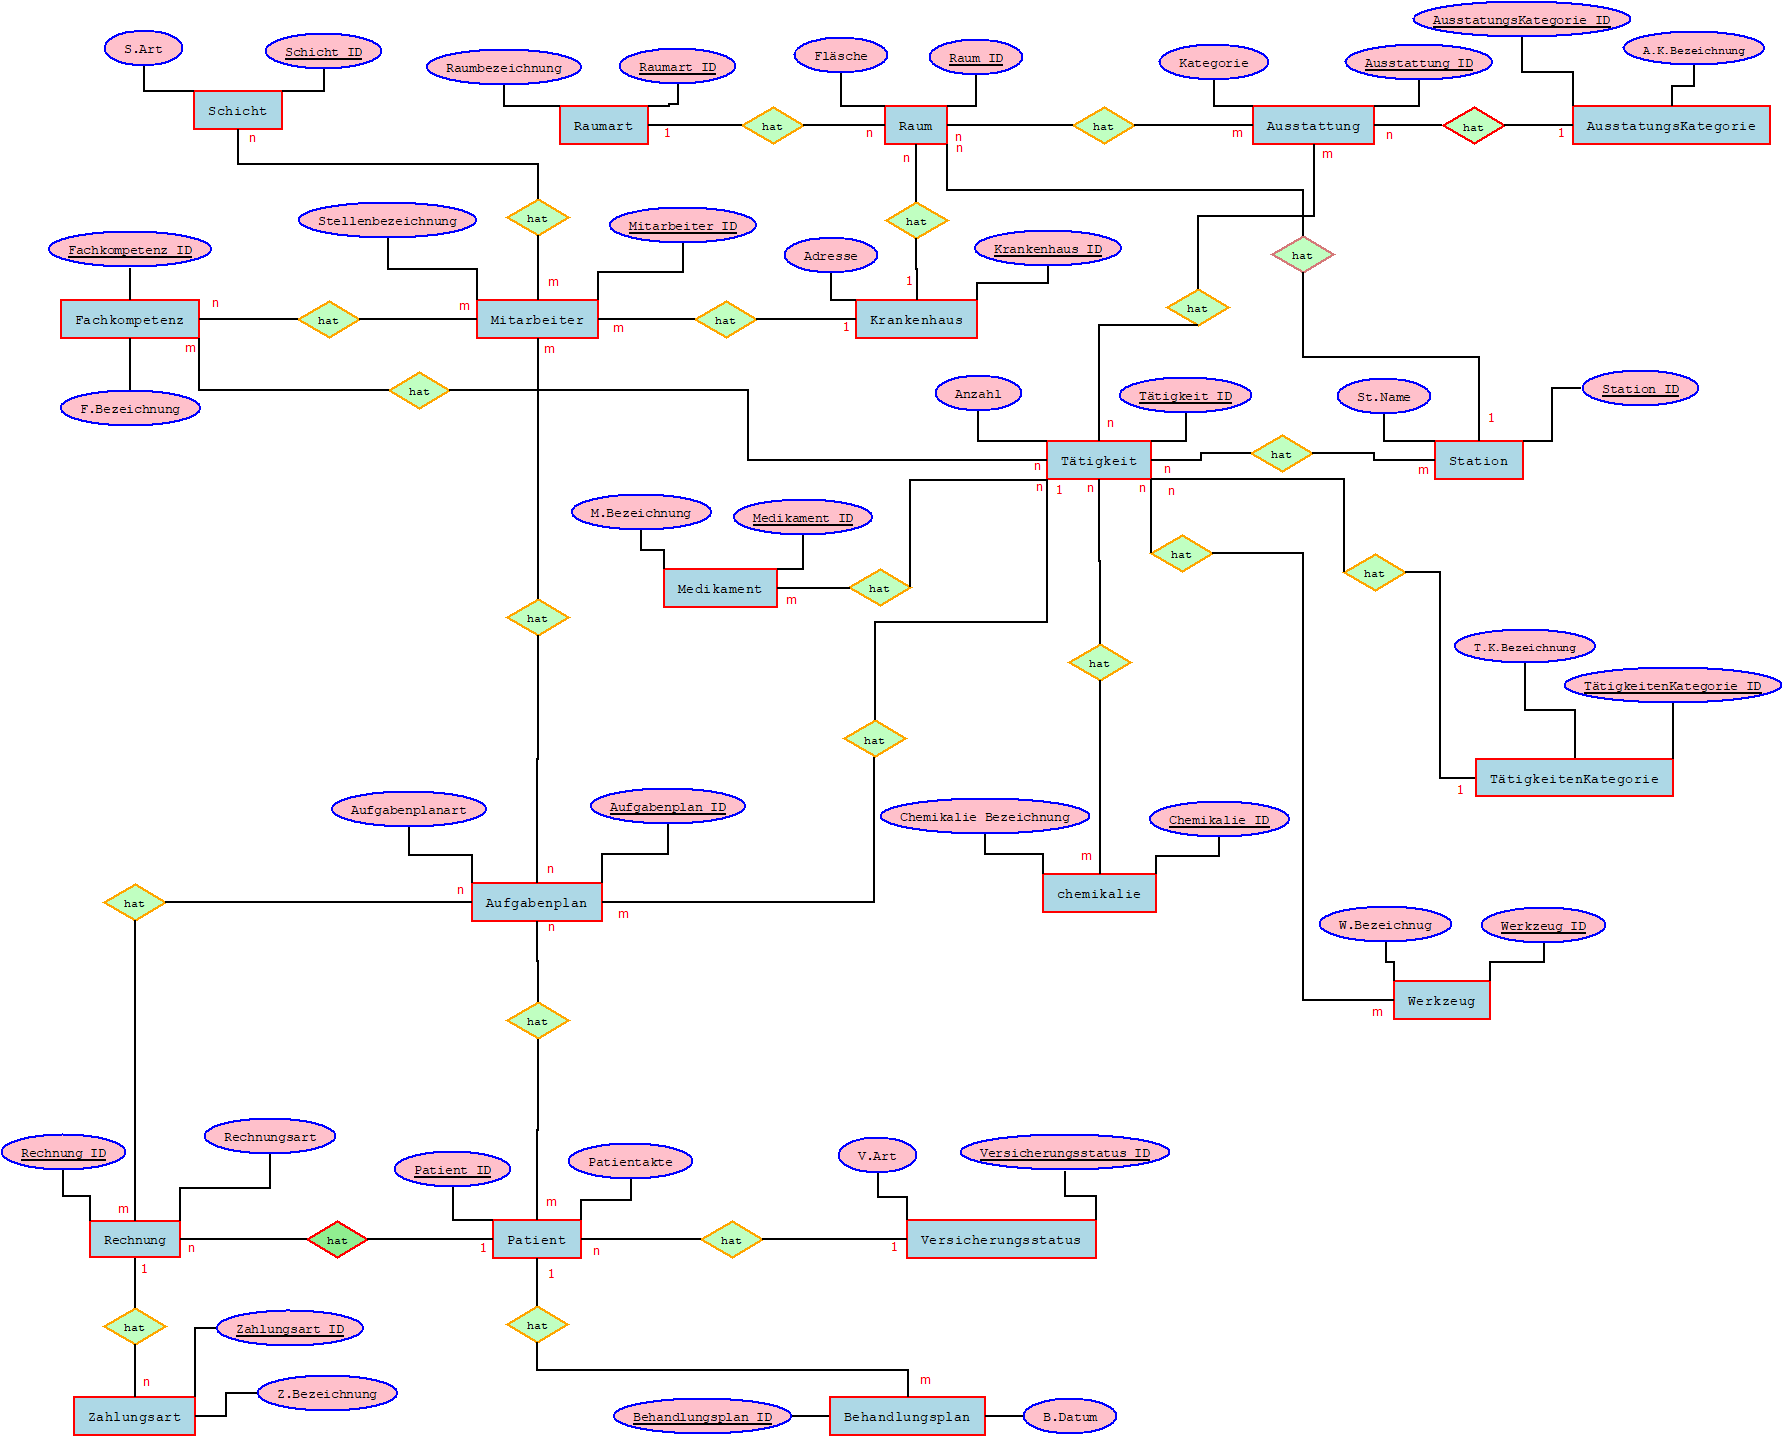 AusstatungsKategorie ID
S.Art
Schicht ID
A.K.Bezeichnung
Fläsche
Raum ID
Kategorie
Ausstattung ID
Raumbezeichnung
Raumart ID
Schicht
n
Raumart
1
hat
n
Raum
n
n
hat
m
Ausstattung
n
hat
1
AusstatungsKategorie
n
m
hat
Stellenbezeichnung
Mitarbeiter ID
hat
Fachkompetenz ID
Adresse
Krankenhaus ID
hat
m
1
n
m
Fachkompetenz
hat
Mitarbeiter
m
hat
1
Krankenhaus
hat
m
m
hat
F.Bezeichnung
Anzahl
Tätigkeit ID
St.Name
Station ID
n
1
n
Tätigkeit
n
hat
m
Station
n
1
n
n
n
M.Bezeichnung
Medikament ID
hat
hat
Medikament
m
hat
hat
T.K.Bezeichnung
hat
TätigkeitenKategorie ID
hat
TätigkeitenKategorie
1
Aufgabenplanart
Aufgabenplan ID
Chemikalie Bezeichnung
Chemikalie ID
n
m
hat
n
Aufgabenplan
m
chemikalie
n
W.Bezeichnug
Werkzeug ID
Werkzeug
m
hat
Rechnung ID
Rechnungsart
Patient ID
Patientakte
V.Art
Versicherungsstatus ID
m
m
Rechnung
n
hat
1
Patient
n
hat
1
Versicherungsstatus
1
1
hat
Zahlungsart ID
hat
n
Z.Bezeichnung
m
Zahlungsart
Behandlungsplan ID
Behandlungsplan
B.Datum